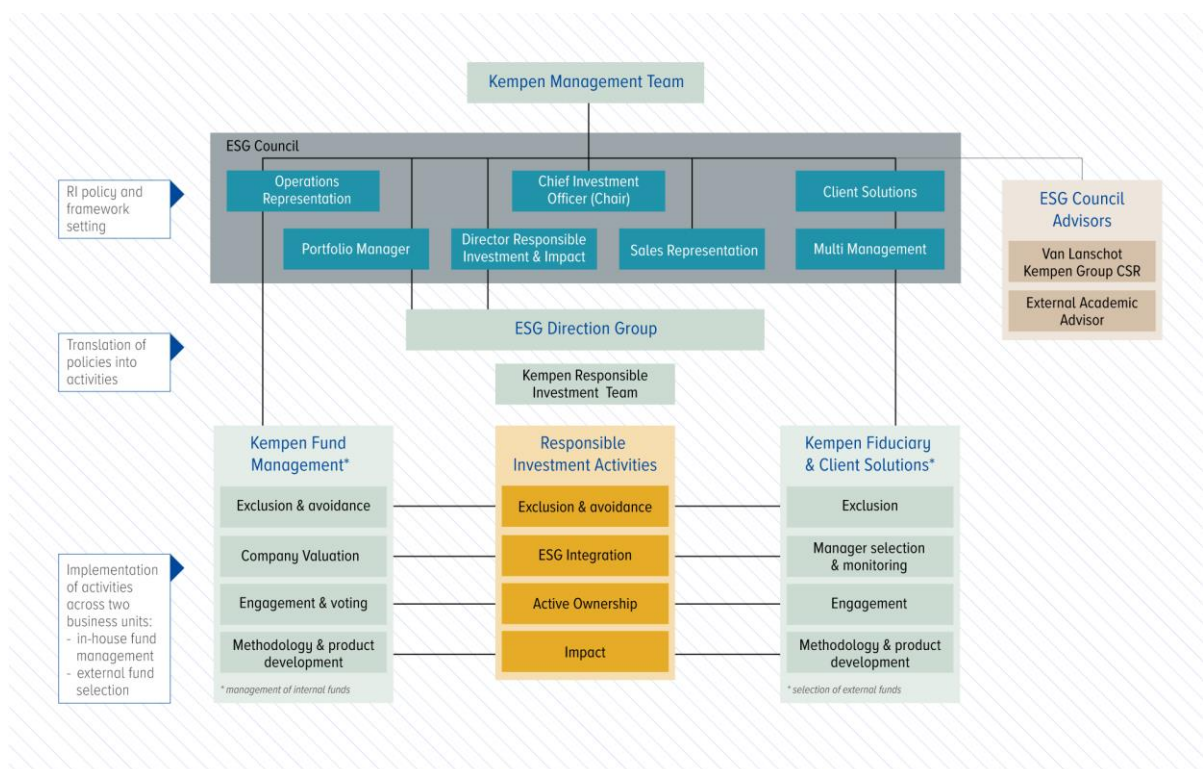 Kempen Management Team
ESG Council
Operations
Representation
Chief Investment
Officer (Chair)
Client Solutions
Portfolio Manager
Director Responsible
Investment & Impact
Sales Representation
Multi Management
ESG Council
Advisors
Van Lanschot
Kempen Group CSR
External Academic
Advisor
RI policy and
framework
setting
ESG Direction Group
Translation of
policies into
activities
Kempen Responsible
Investment Team
Kempen Fund
Management*
Exclusion & avoidance
Company Valuation
Engagement & voting
Methodology & product
development
* management of internal funds
Responsible
Investment Activities
Exclusion & avoidance
ESG Integration
Active Ownership
Impact
Kempen Fiduciary
& Client Solutions*
Exclusion
Manager selection
& monitoring
Engagement
Methodology & product
development
* selection of external funds
Implementation
of activities
across two
business units:
- in-house fund
management
- external fund
selection